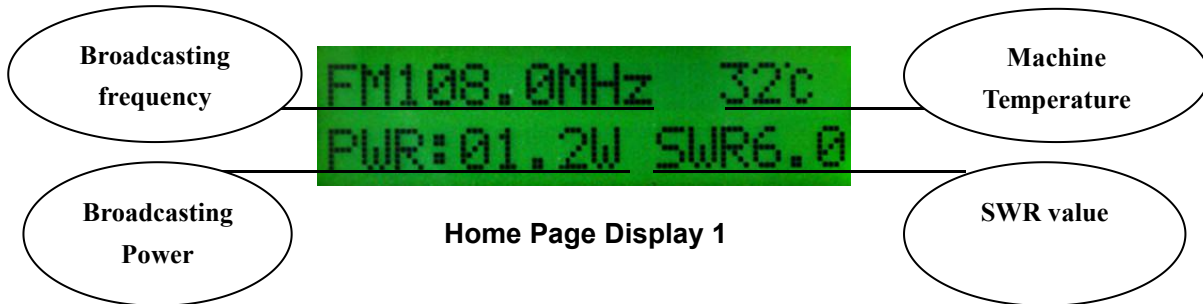 Broadcasting
frequency
FM108.0MHz 32℃
Machine
Temperature
PWR:01.2W SWR6.0
Broadcasting
Power
SWR value
Home Page Display 1